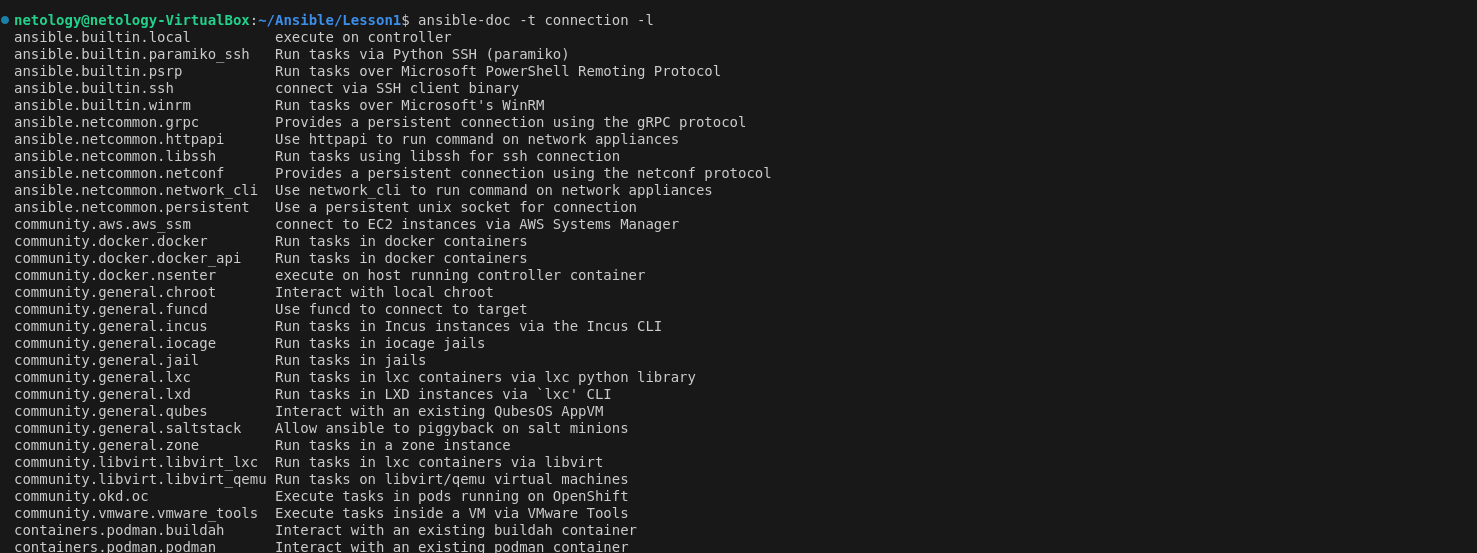 netology@netology-VirtualBox:~/Ansible/Lesson1$ ansible-doc -t connection -l
ansible.builtin.local          execute on controller
ansible.builtin.paramiko_ssh   Run tasks via Python SSH (paramiko)
ansible.builtin.psrp           Run tasks over Microsoft PowerShell Remoting Protocol
ansible.builtin.ssh            connect via SSH client binary
ansible.builtin.winrm          Run tasks over Microsoft's WinRM
ansible.netcommon.grpc         Provides a persistent connection using the gRPC protocol
ansible.netcommon.httpapi      Use httpapi to run command on network appliances
ansible.netcommon.libssh       Run tasks using libssh for ssh connection
ansible.netcommon.netconf      Provides a persistent connection using the netconf protocol
ansible.netcommon.network_cli  Use network_cli to run command on network appliances
ansible.netcommon.persistent   Use a persistent unix socket for connection
community.aws.aws_ssm          connect to EC2 instances via AWS Systems Manager
community.docker.docker        Run tasks in docker containers
community.docker.docker_api    Run tasks in docker containers
community.docker.nsenter       execute on host running controller container
community.general.chroot       Interact with local chroot
community.general.funcd        Use funcd to connect to target
community.general.incus        Run tasks in Incus instances via the Incus CLI
community.general.iocage       Run tasks in iocage jails
community.general.jail         Run tasks in jails
community.general.lxc          Run tasks in lxc containers via lxc python library
community.general.lxd          Run tasks in LXD instances via `lxc' CLI
community.general.qubes        Interact with an existing QubesOS AppVM
community.general.saltstack    Allow ansible to piggyback on salt minions
community.general.zone         Run tasks in a zone instance
community.libvirt.libvirt_lxc  Run tasks in lxc containers via libvirt
community.libvirt.libvirt_qemu Run tasks on libvirt/qemu virtual machines
community.okd.oc               Execute tasks in pods running on OpenShift
community.vmware.vmware_tools  Execute tasks inside a VM via VMware Tools
containers.podman.buildah      Interact with an existing buildah container
containers.podman.podman       Interact with an existing podman container